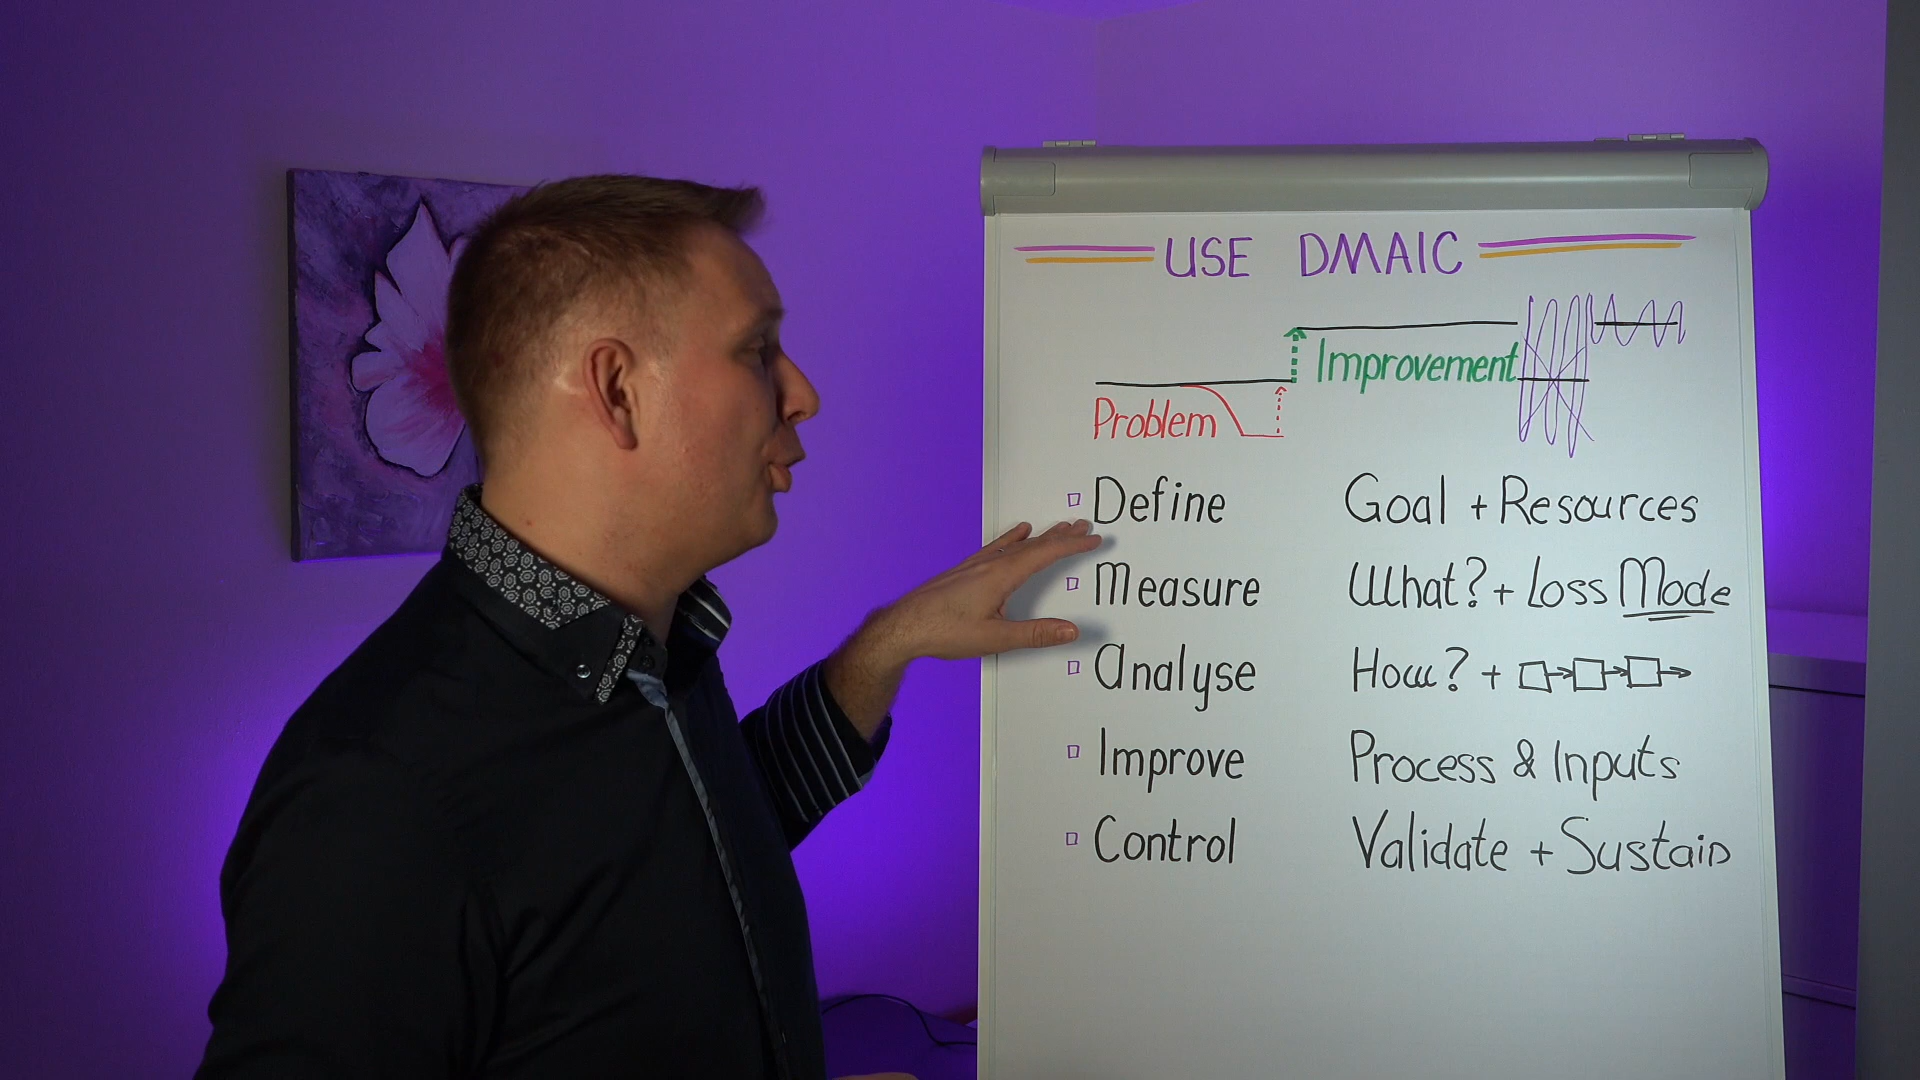 USE DMAIC
Improvement
Problem
Define Goal + Resources
Measure What? + Loss Mode
Analyse How? +
Improve Process & Inputs
Control Validate + Sustain